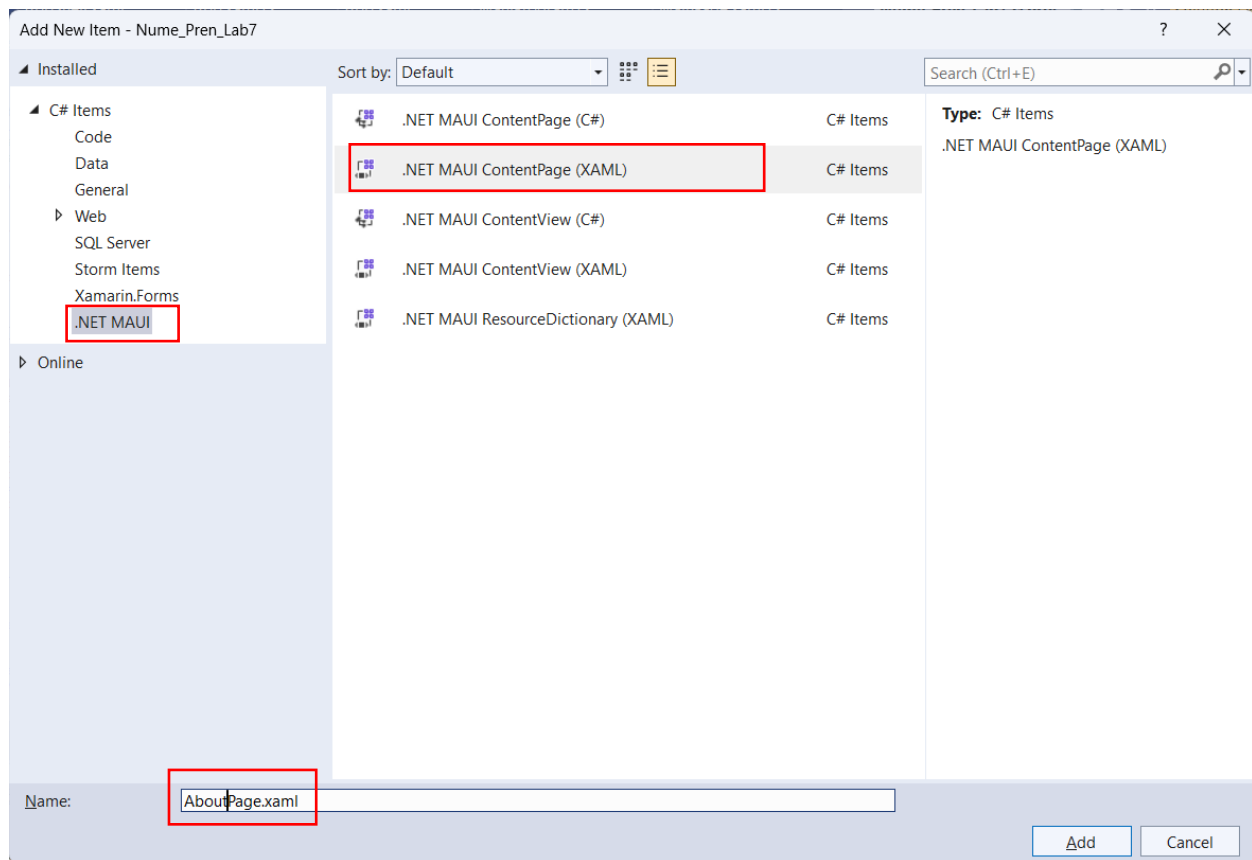 Add New Item - Nume_Pren_Lab7
?
Installed
Sort by: Default
Search (Ctrl+E)
C# Items
Code
Data
General
Web
SQL Server
Storm Items
Xamarin.Forms
.NET MAUI
Online
.NET MAUI ContentPage (C#) C# Items
.NET MAUI ContentPage (XAML) C# Items
.NET MAUI ContentView (C#) C# Items
.NET MAUI ContentView (XAML) C# Items
.NET MAUI ResourceDictionary (XAML) C# Items
Type: C# Items
.NET MAUI ContentPage (XAML)
Name: AboutPage.xaml
Add Cancel